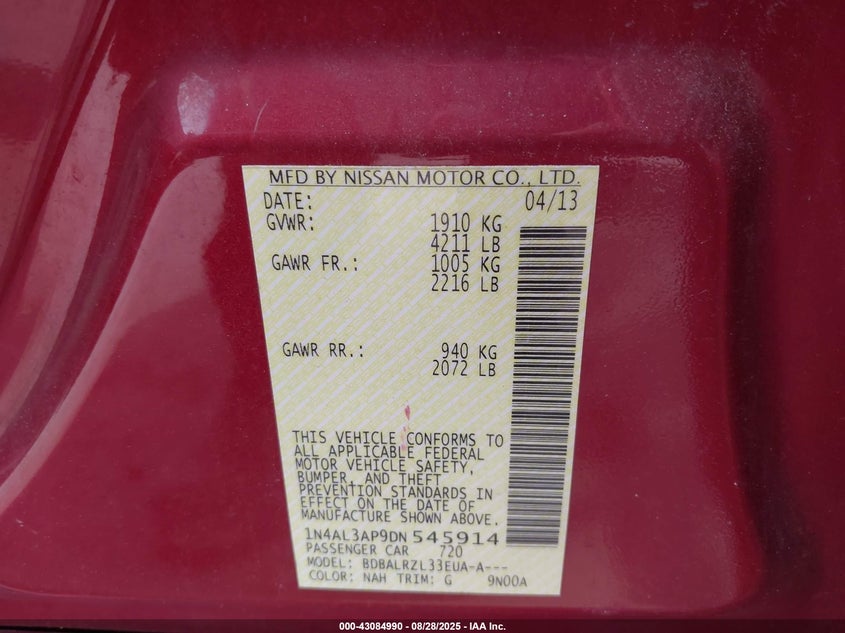 MFD BY NISSAN MOTOR CO., LTD.
DATE: 04/13
GVWR: 1910 KG
4211 LB
GAWR FR.: 1005 KG
2216 LB
GAWR RR.: 940 KG
2072 LB
THIS VEHICLE CONFORMS TO
ALL APPLICABLE FEDERAL
MOTOR VEHICLE SAFETY,
BUMPER, AND THEFT
PREVENTION STANDARDS IN
EFFECT ON THE DATE OF
MANUFACTURE SHOWN ABOVE.
1N4AL3AP9DN 545914
PASSENGER CAR 720
MODEL: BDBALRZL33EUA-A---
COLOR: NAH TRIM: G 9N00A
000-43084990 - 08/28/2025 - IAA Inc.